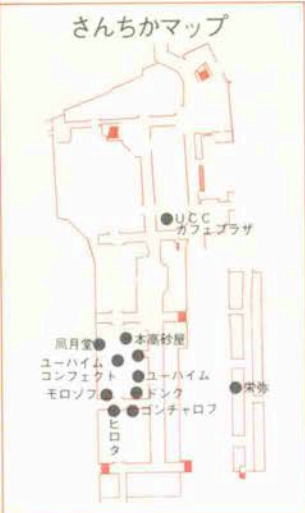 さんちかマップ
UCC
カフェプラザ
風月堂
本高砂屋
ユーハイム
コンフェクト
ユーハイム
モロゾフ
ドンク
ゴンチャロフ
ヒロタ
栄弥